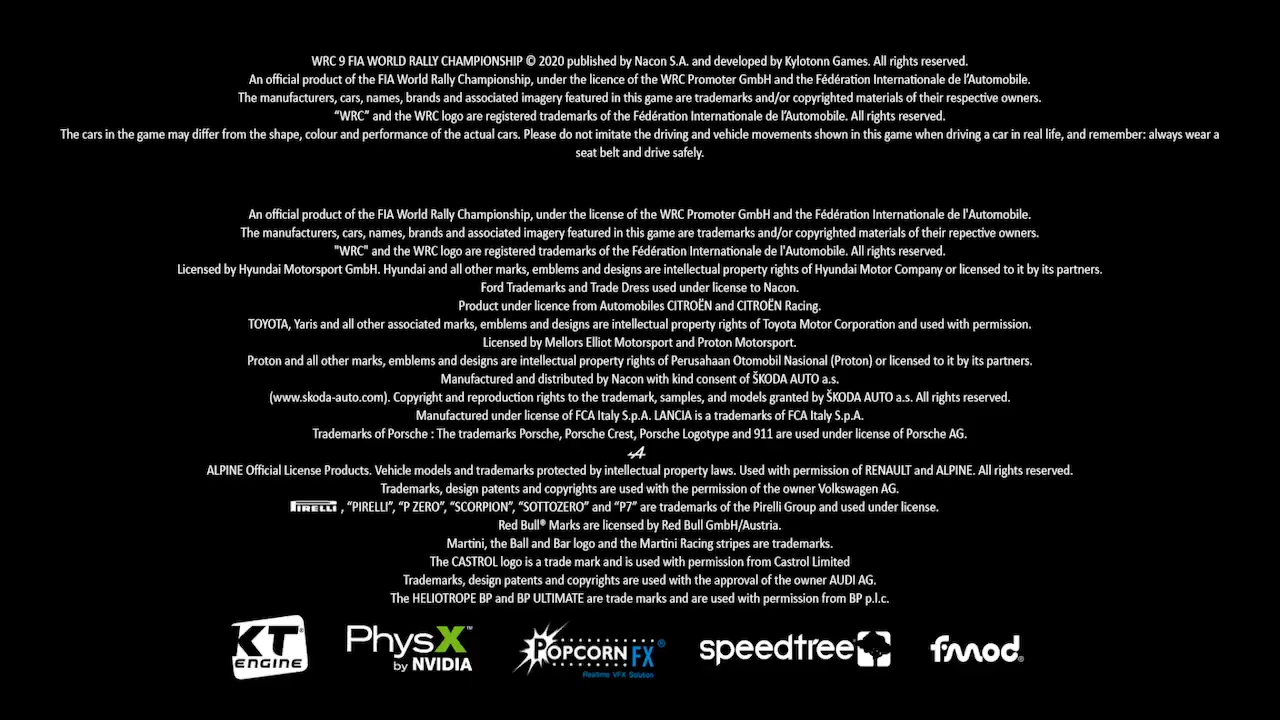 WRC 9 FIA WORLD RALLY CHAMPIONSHIP © 2020 published by Nacon S.A. and developed by Kylotonn Games. All rights reserved.
An official product of the FIA World Rally Championship, under the licence of the WRC Promoter GmbH and the Fédération Internationale de l’Automobile.
The manufacturers, cars, names, brands and associated imagery featured in this game are trademarks and/or copyrighted materials of their respective owners.
“WRC” and the WRC logo are registered trademarks of the Fédération Internationale de l’Automobile. All rights reserved.
The cars in the game may differ from the shape, colour and performance of the actual cars. Please do not imitate the driving and vehicle movements shown in this game when driving a car in real life, and remember: always wear a
seat belt and drive safely.
An official product of the FIA World Rally Championship, under the license of the WRC Promoter GmbH and the Fédération Internationale de l'Automobile.
The manufacturers, cars, names, brands and associated imagery featured in this game are trademarks and/or copyrighted materials of their repective owners.
"WRC" and the WRC logo are registered trademarks of the Fédération Internationale de l'Automobile. All rights reserved.
Licensed by Hyundai Motorsport GmbH. Hyundai and all other marks, emblems and designs are intellectual property rights of Hyundai Motor Company or licensed to it by its partners.
Ford Trademarks and Trade Dress used under license to Nacon.
Product under licence from Automobiles CITROËN and CITROËN Racing.
TOYOTA, Yaris and all other associated marks, emblems and designs are intellectual property rights of Toyota Motor Corporation and used with permission.
Licensed by Mellors Elliot Motorsport and Proton Motorsport.
Proton and all other marks, emblems and designs are intellectual property rights of Perusahaan Otomobil Nasional (Proton) or licensed to it by its partners.
Manufactured and distributed by Nacon with kind consent of ŠKODA AUTO a.s.
(www.skoda-auto.com). Copyright and reproduction rights to the trademark, samples, and models granted by ŠKODA AUTO a.s. All rights reserved.
Manufactured under license of FCA Italy S.p.A. LANCIA is a trademarks of FCA Italy S.p.A.
Trademarks of Porsche : The trademarks Porsche, Porsche Crest, Porsche Logotype and 911 are used under license of Porsche AG.
ALPINE Official License Products. Vehicle models and trademarks protected by intellectual property laws. Used with permission of RENAULT and ALPINE. All rights reserved.
Trademarks, design patents and copyrights are used with the permission of the owner Volkswagen AG.
PIRELLI , “PIRELLI”, “P ZERO”, “SCORPION”, “SOTTOZERO” and “P7” are trademarks of the Pirelli Group and used under license.
Red Bull® Marks are licensed by Red Bull GmbH/Austria.
Martini, the Ball and Bar logo and the Martini Racing stripes are trademarks.
The CASTROL logo is a trade mark and is used with permission from Castrol Limited
Trademarks, design patents and copyrights are used with the approval of the owner AUDI AG.
The HELIOTROPE BP and BP ULTIMATE are trade marks and are used with permission from BP p.l.c.
KT ENGINE®
PhysX™ by NVIDIA
POPCORN FX® Realtime VFX Solution
speedtree
fmod®